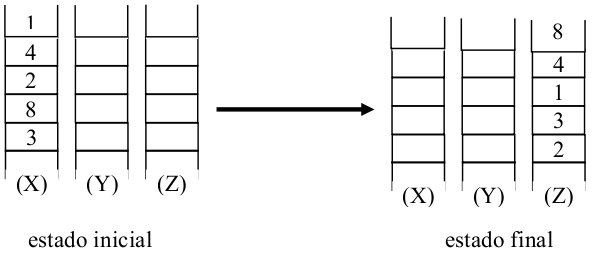 1
4
2
8
3
(X) (Y) (Z)
estado inicial
8
4
1
3
2
(X) (Y) (Z)
estado final